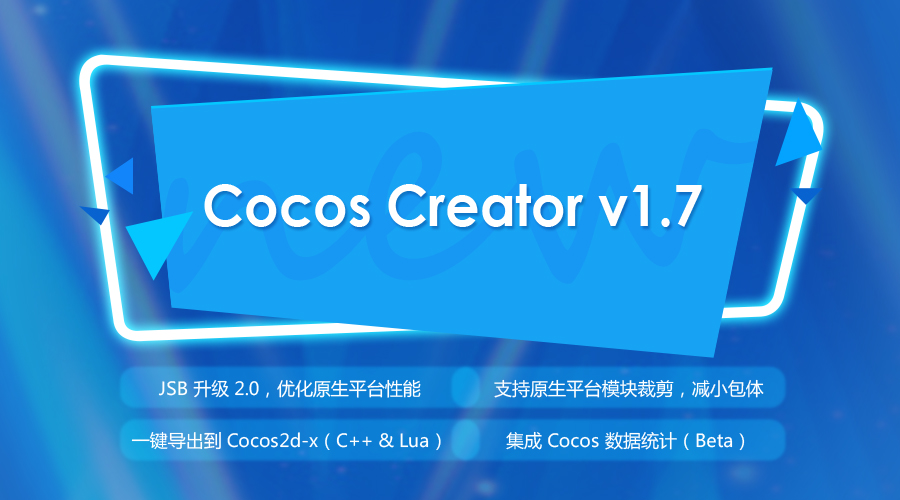 new
Cocos Creator v1.7
JSB 升级 2.0，优化原生平台性能
支持原生平台模块裁剪，减小包体
一键导出到 Cocos2d-x（C++ & Lua）
集成 Cocos 数据统计（Beta）